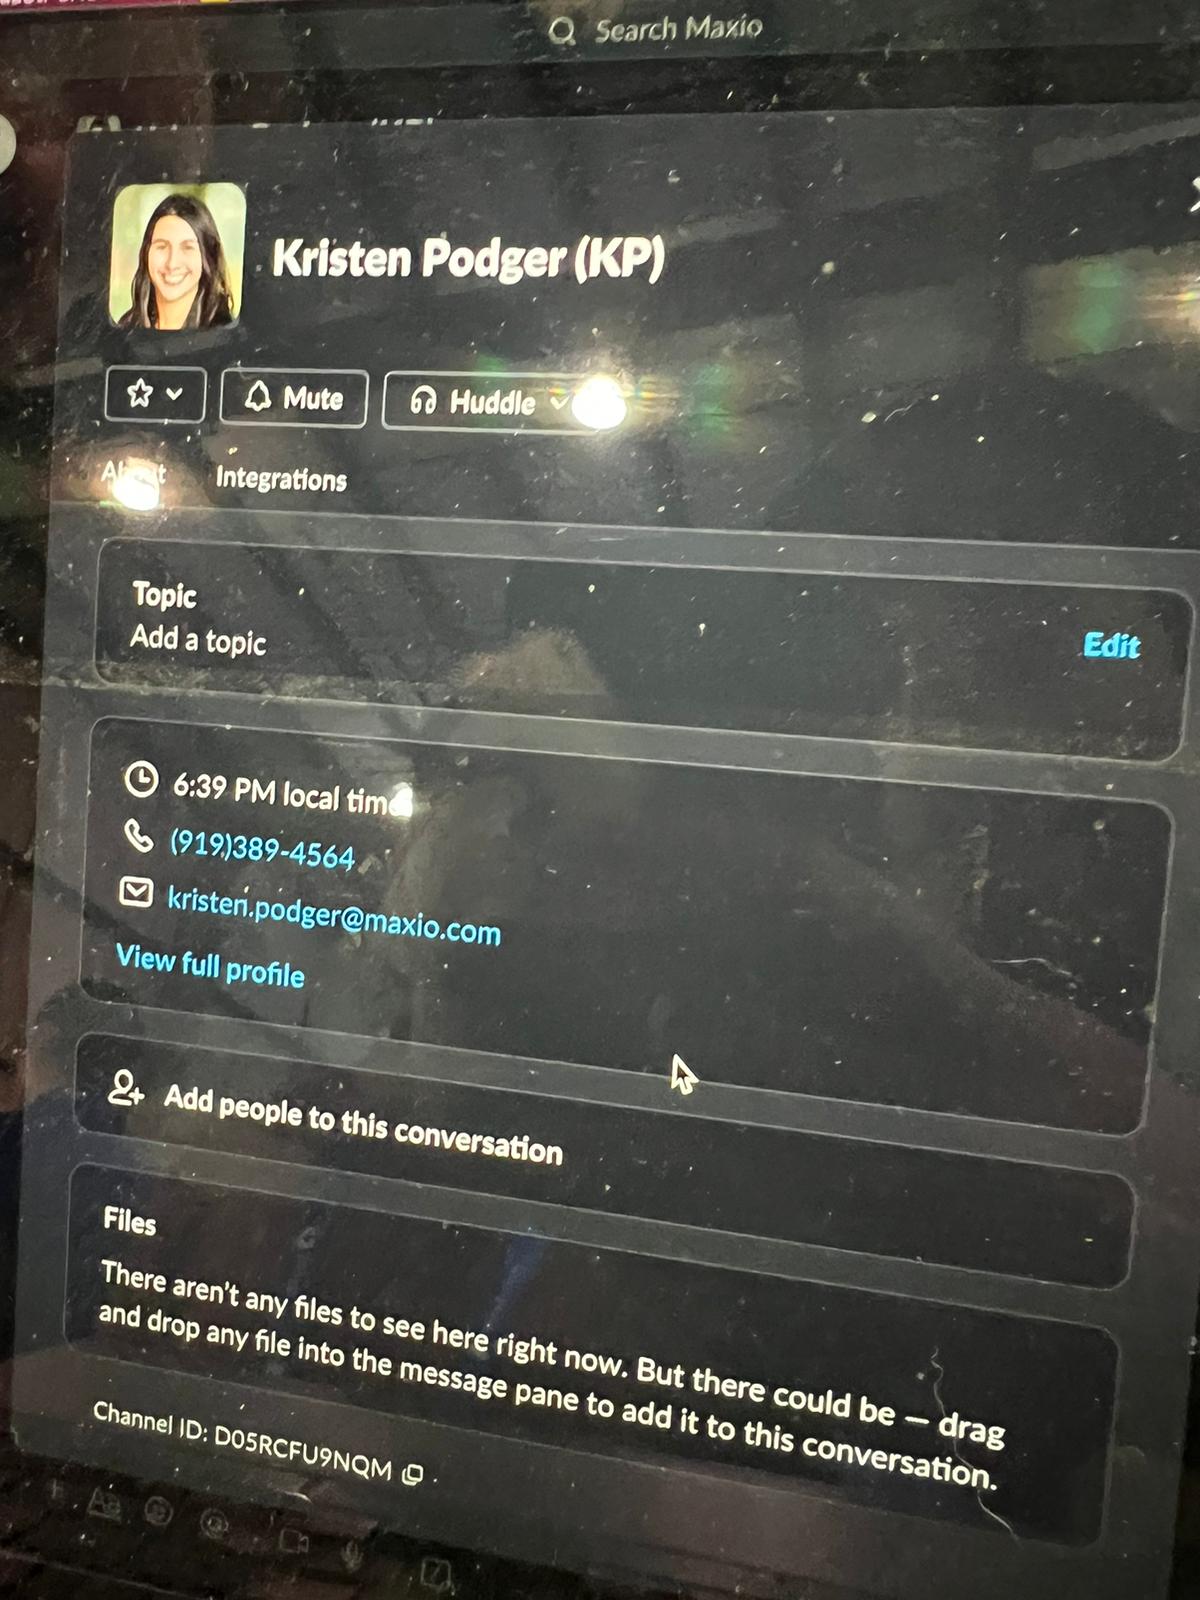 Search Maxio
Kristen Podger (KP)
Mute
Huddle
About
Integrations
Topic
Add a topic
Edit
6:39 PM local time
(919)389-4564
kristen.podger@maxio.com
View full profile
Add people to this conversation
Files
There aren't any files to see here right now. But there could be — drag
and drop any file into the message pane to add it to this conversation.
Channel ID: D05RCFU9NQM
Aa